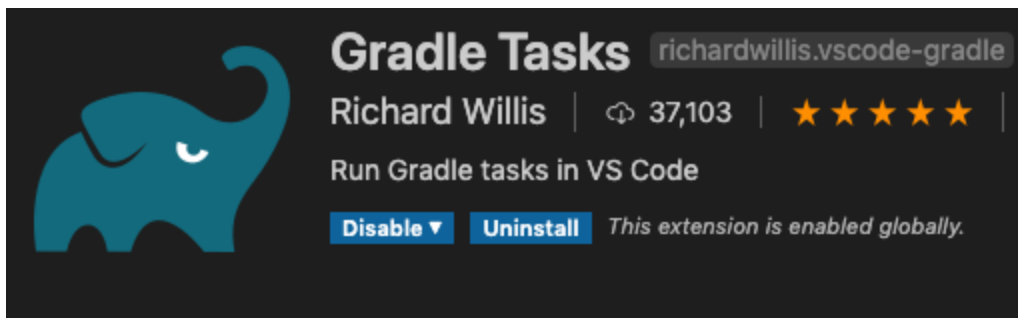 Gradle Tasks richardwillis.vscode-gradle
Richard Willis 37,103 ★★★★★
Run Gradle tasks in VS Code
Disable ▼ Uninstall This extension is enabled globally.